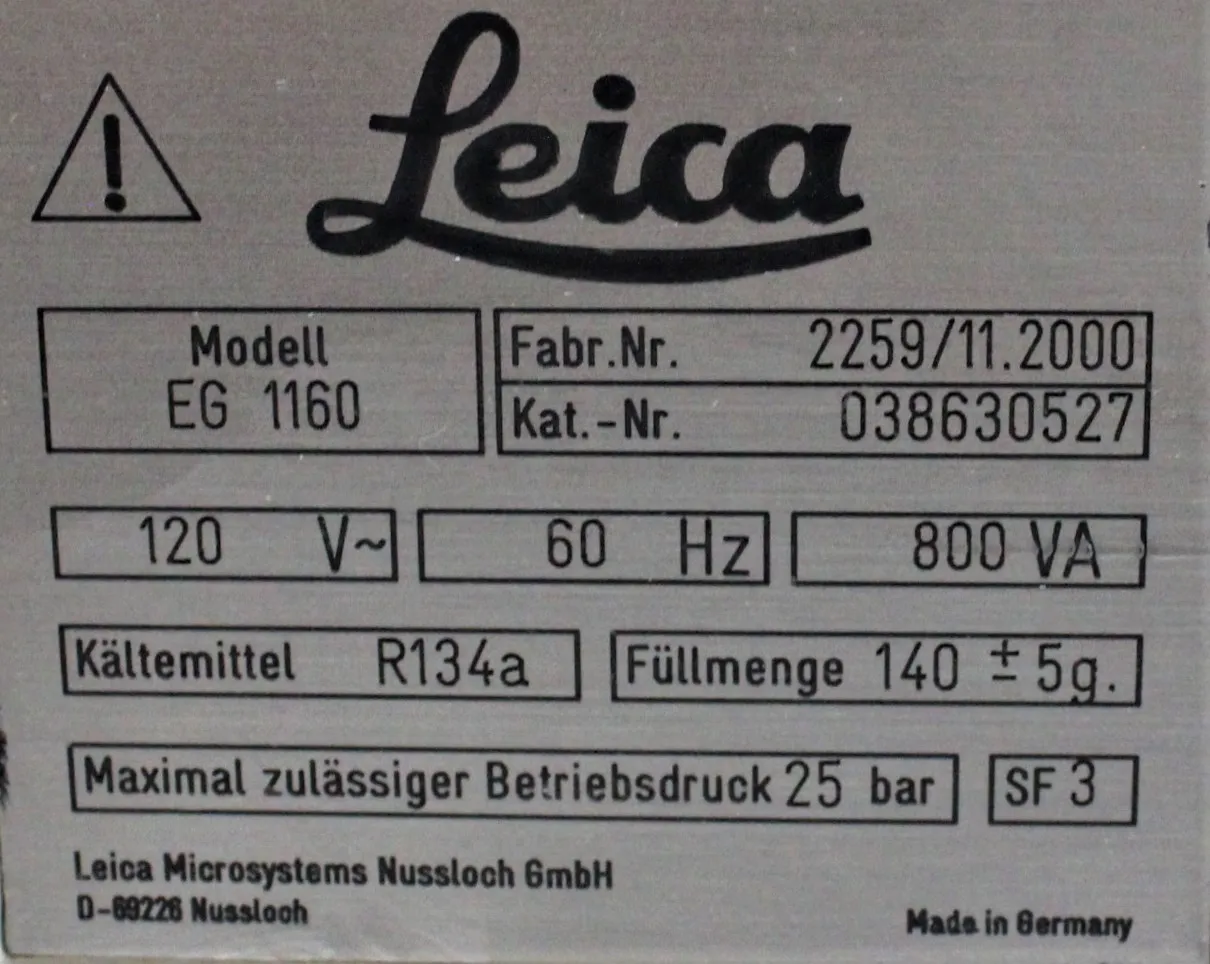 Leica
Modell
EG 1160
Fabr.Nr. 2259/11.2000
Kat.-Nr. 038630527
120 V~ 60 Hz 800 VA
Kältemittel R134a Füllmenge 140 ± 5g.
Maximal zulässiger Betriebsdruck 25 bar SF 3
Leica Microsystems Nussloch GmbH
D-69226 Nussloch
Made in Germany